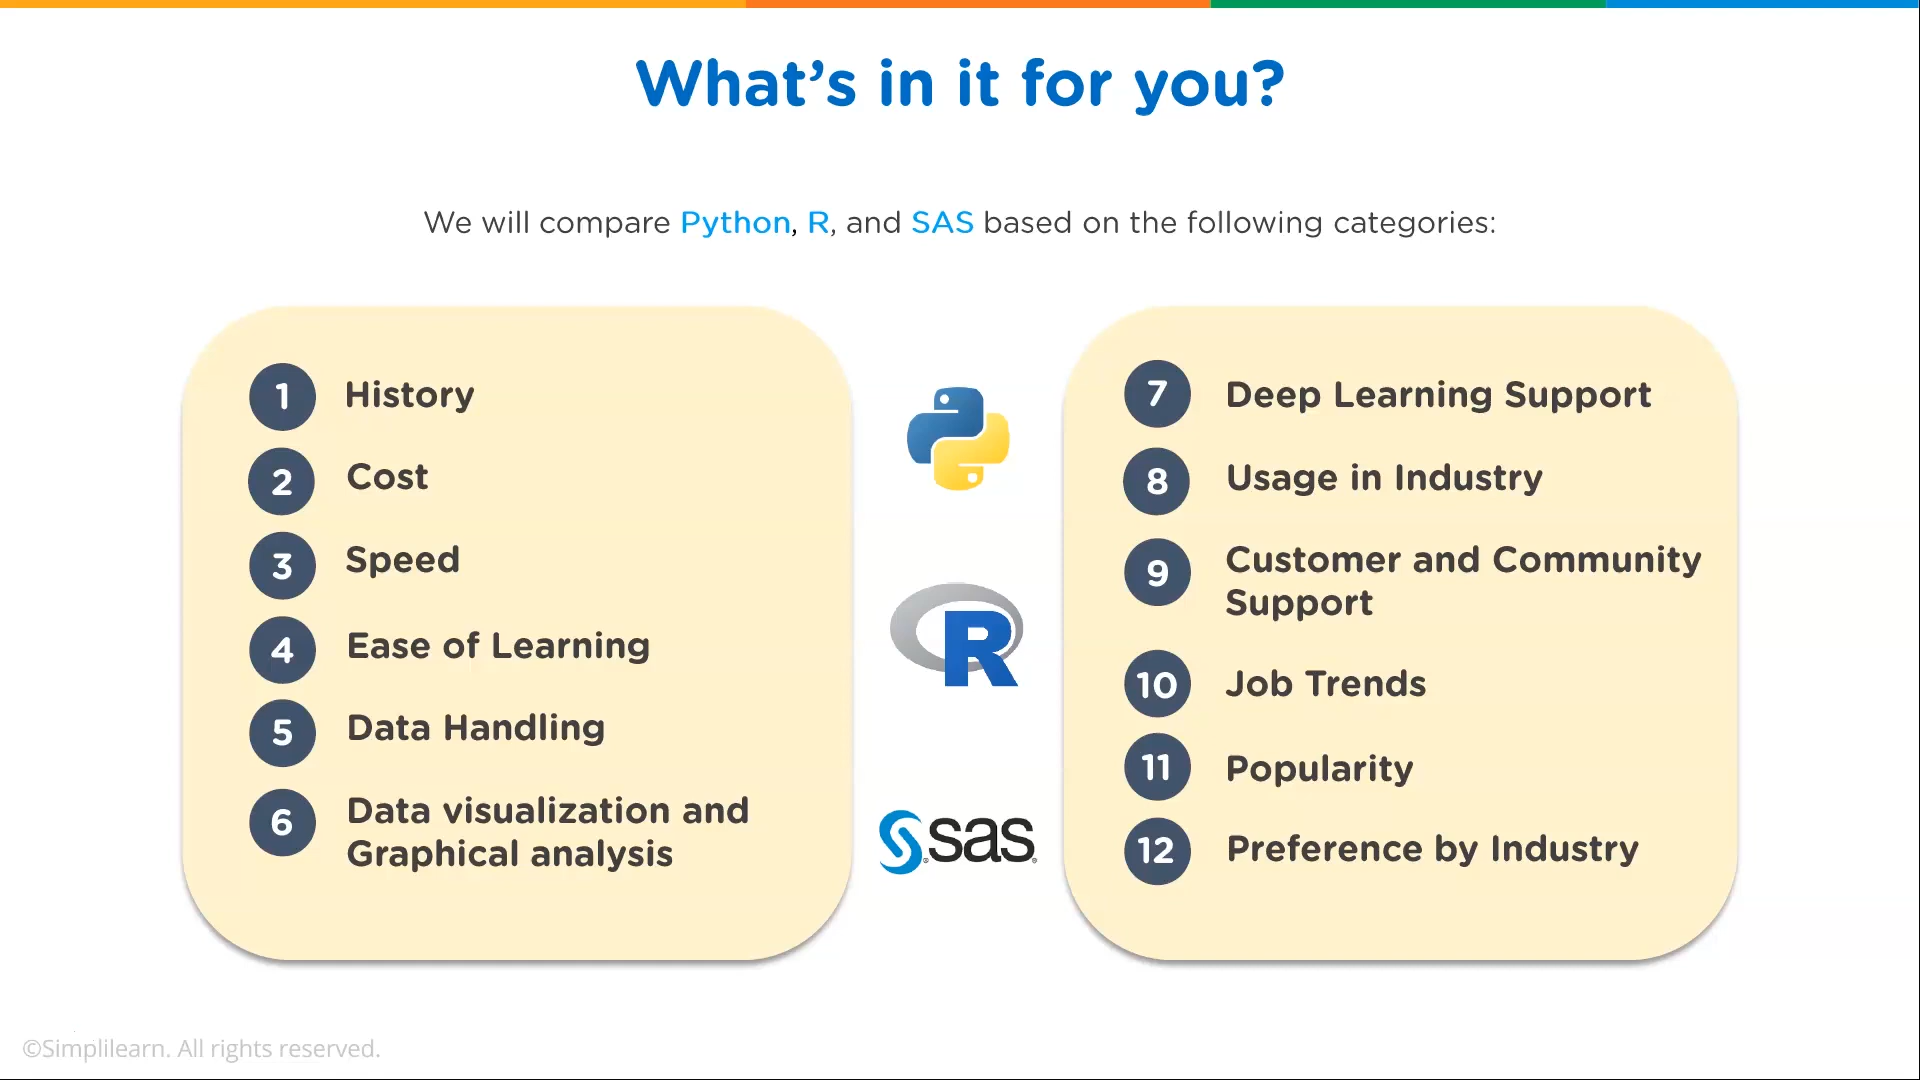 What's in it for you?
We will compare Python, R, and SAS based on the following categories:
1 History
2 Cost
3 Speed
4 Ease of Learning
5 Data Handling
6 Data visualization and
Graphical analysis
R
sas
7 Deep Learning Support
8 Usage in Industry
9 Customer and Community
Support
10 Job Trends
11 Popularity
12 Preference by Industry
©Simplilearn. All rights reserved.